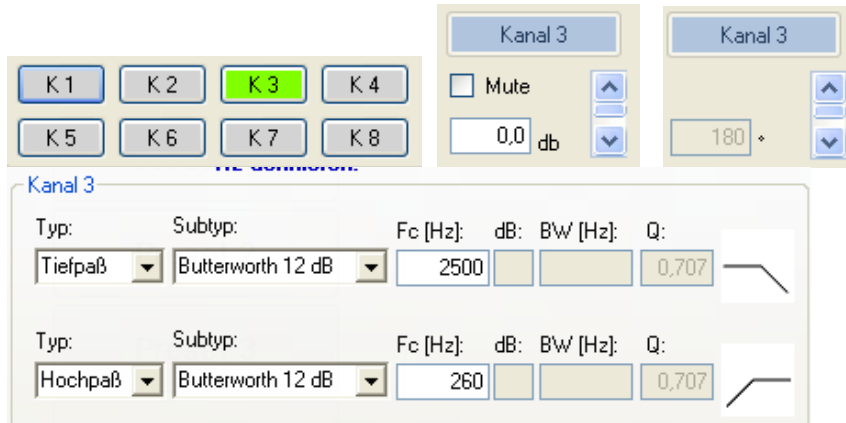 Kanal 3
Kanal 3
K 1 K 2 K 3 K 4
Mute
K 5 K 6 K 7 K 8
0,0 db
180 °
Kanal 3
Typ: Subtyp: Fc [Hz]: dB: BW [Hz]: Q:
Tiefpaß Butterworth 12 dB 2500 0,707
Typ: Subtyp: Fc [Hz]: dB: BW [Hz]: Q:
Hochpaß Butterworth 12 dB 260 0,707